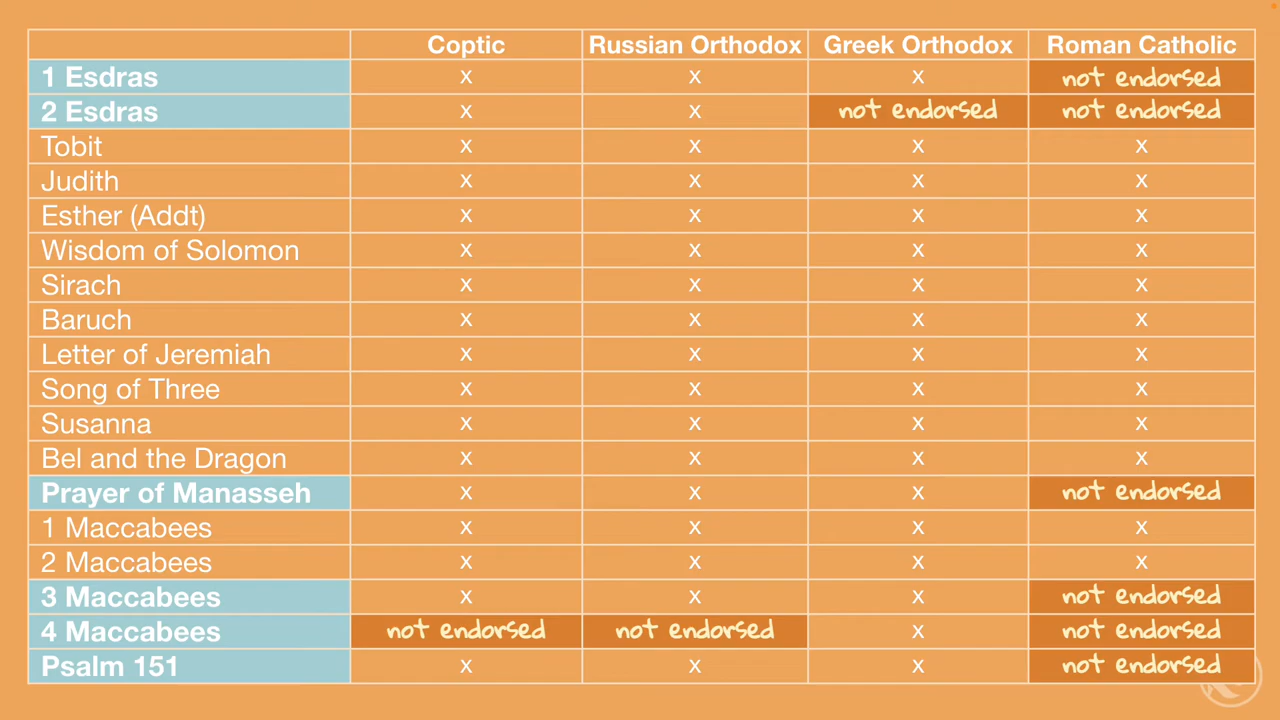 Coptic Russian Orthodox Greek Orthodox Roman Catholic
1 Esdras x x x not endorsed
2 Esdras x x not endorsed not endorsed
Tobit x x x x
Judith x x x x
Esther (Addt) x x x x
Wisdom of Solomon x x x x
Sirach x x x x
Baruch x x x x
Letter of Jeremiah x x x x
Song of Three x x x x
Susanna x x x x
Bel and the Dragon x x x x
Prayer of Manasseh x x x not endorsed
1 Maccabees x x x x
2 Maccabees x x x x
3 Maccabees x x x not endorsed
4 Maccabees not endorsed not endorsed x not endorsed
Psalm 151 x x x not endorsed